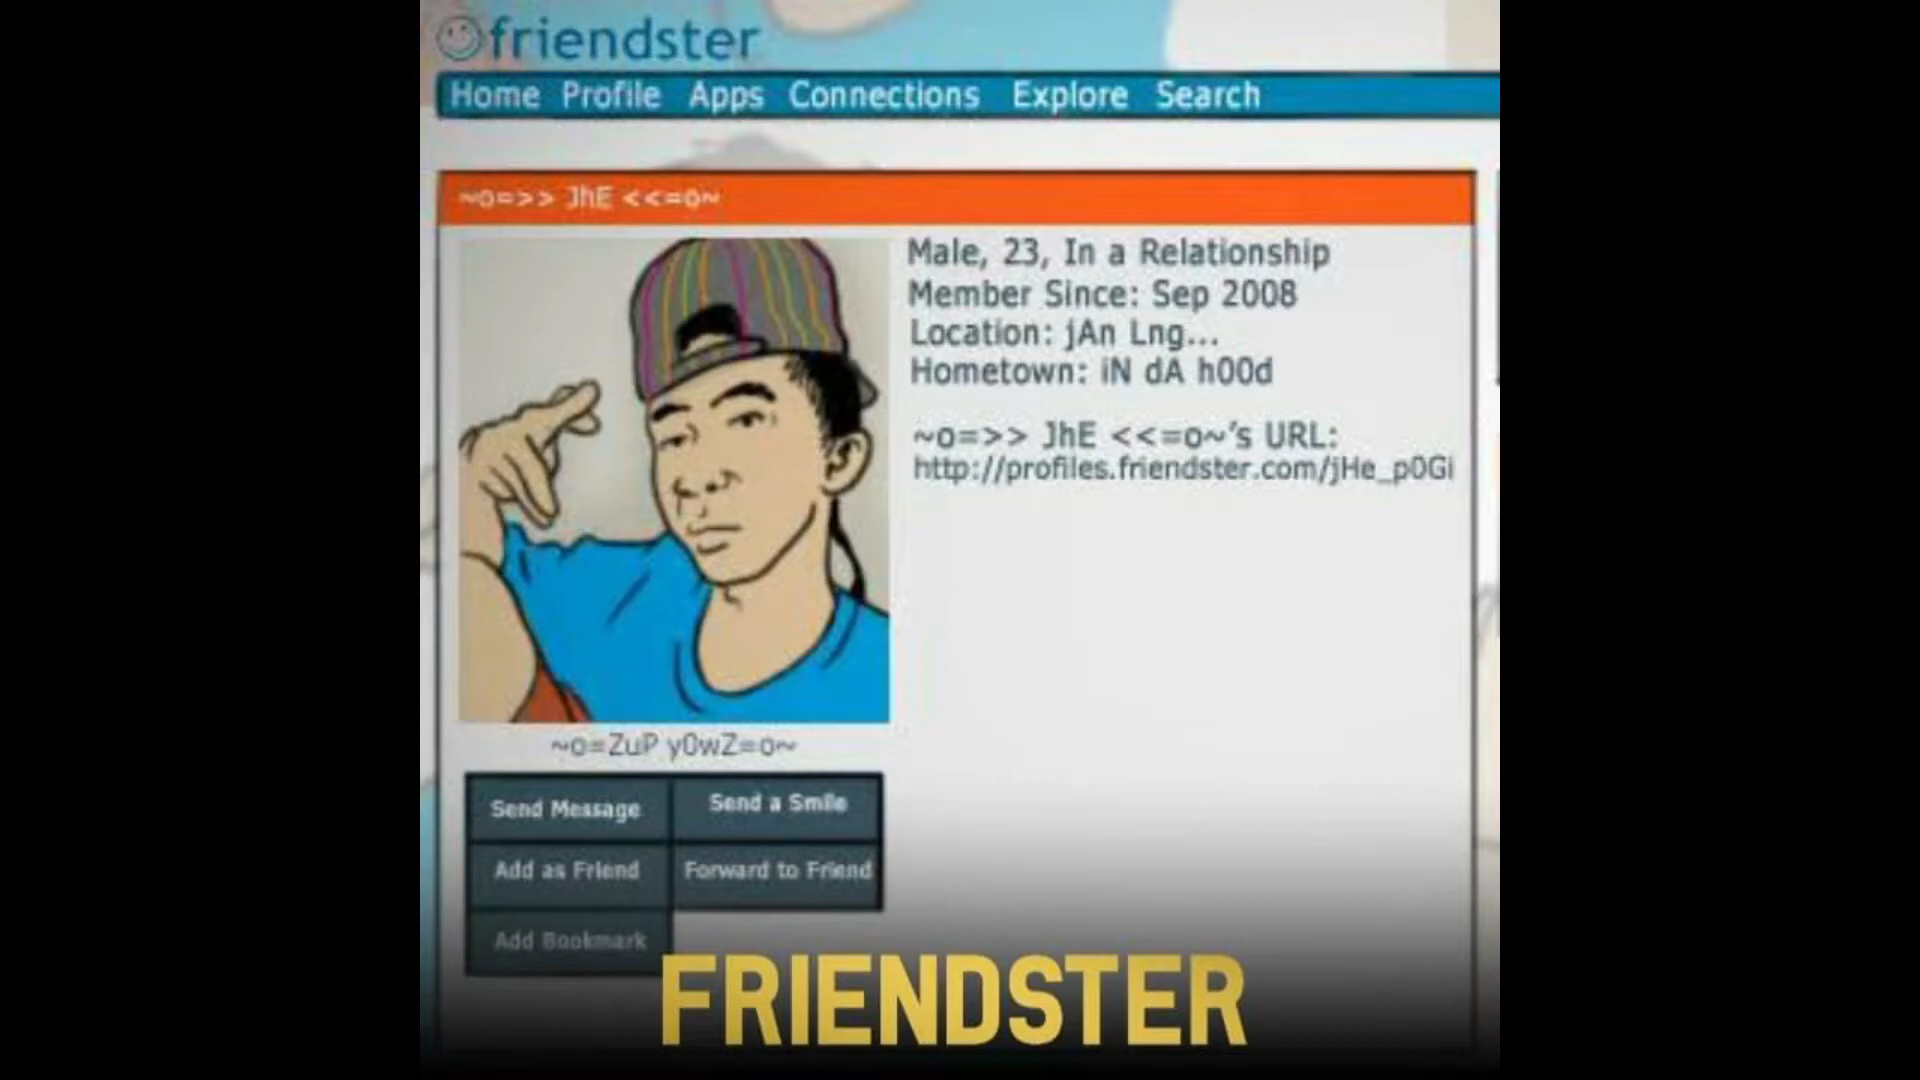 friendster
Home Profile Apps Connections Explore Search
~o=>> JhE <<=o~
Male, 23, In a Relationship
Member Since: Sep 2008
Location: jAn Lng...
Hometown: iN dA h00d
~o=>> JhE <<=o~'s URL:
http://profiles.friendster.com/jHe_p0Gi
~o=ZuP y0wZ=o~
Send Message Send a Smile
Add as Friend Forward to Friend
Add Bookmark
FRIENDSTER